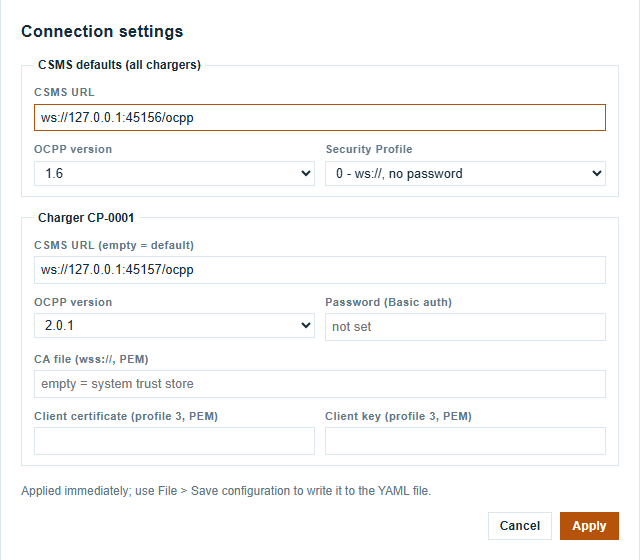 Connection settings
CSMS defaults (all chargers)
CSMS URL
ws://127.0.0.1:45156/ocpp
OCPP version
Security Profile
1.6
0 - ws://, no password
Charger CP-0001
CSMS URL (empty = default)
ws://127.0.0.1:45157/ocpp
OCPP version
Password (Basic auth)
2.0.1
not set
CA file (wss://, PEM)
empty = system trust store
Client certificate (profile 3, PEM)
Client key (profile 3, PEM)
Applied immediately; use File > Save configuration to write it to the YAML file.
Cancel
Apply